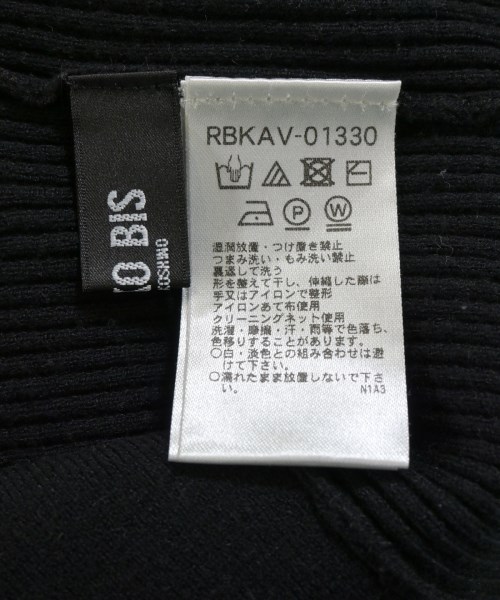 KO BIS
RBKAV-01330
P W
湿潤放置・つけ置き禁止
つまみ洗い・もみ洗い禁止
裏返して洗う
形を整えて干し、伸縮した際は
手又はアイロンで整形
アイロンあて布使用
クリーニングネット使用
洗濯・摩擦・汗・雨等で色落ち、
色移りすることがあります。
○白・淡色との組み合わせは避
けて下さい。
○濡れたまま放置しないで下さ
い。
N1A3